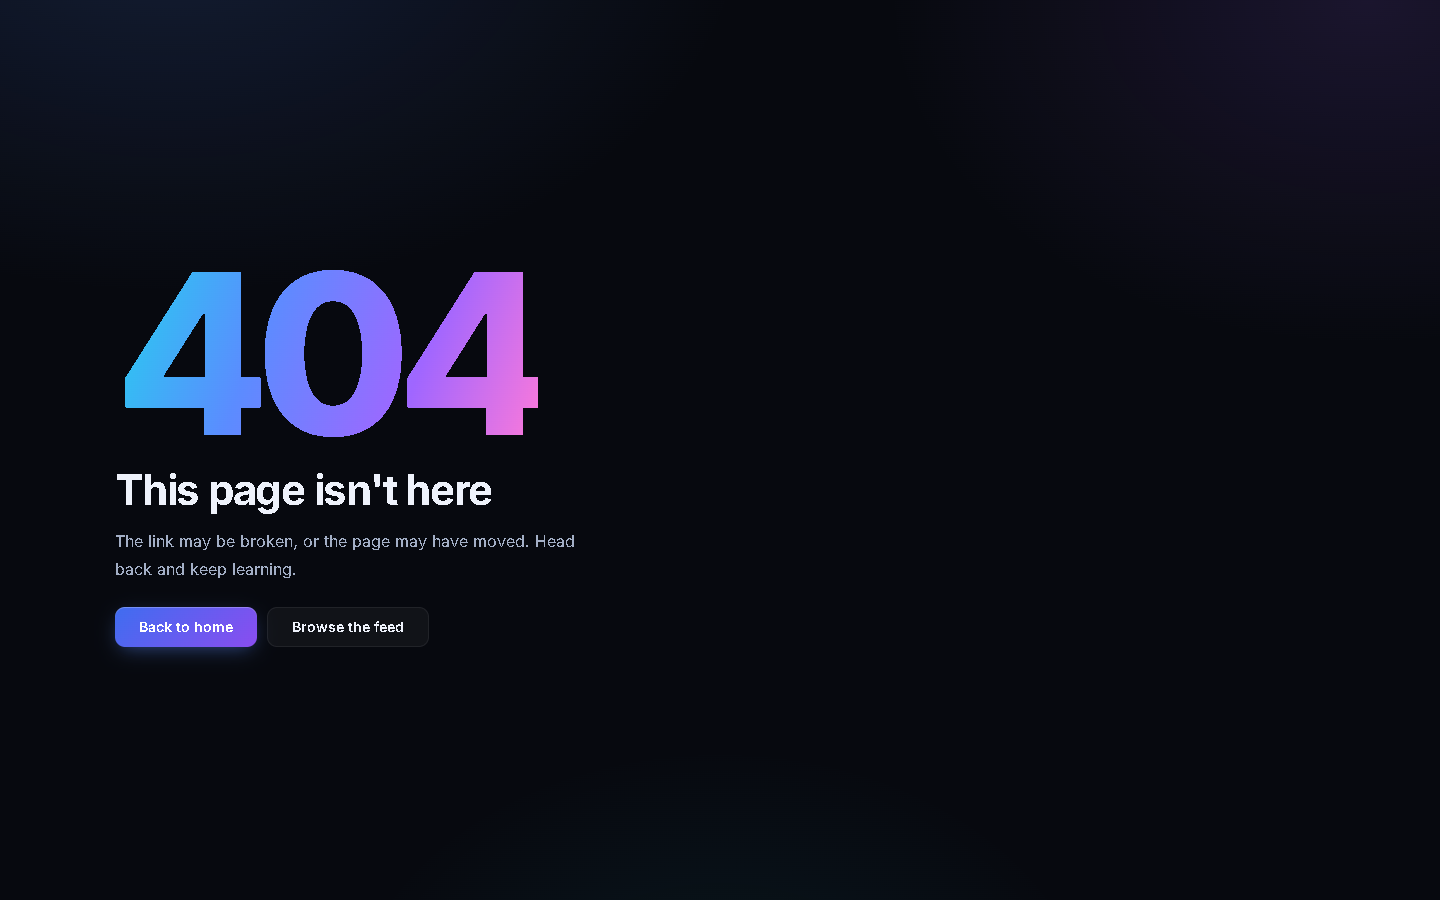 404
This page isn't here
The link may be broken, or the page may have moved. Head
back and keep learning.
Back to home
Browse the feed